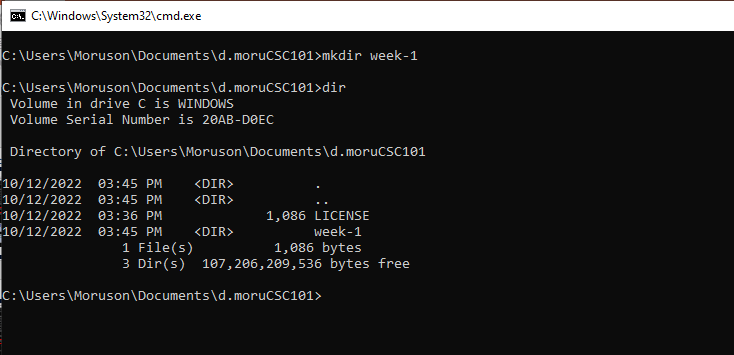 C:\Windows\System32\cmd.exe
C:\Users\Moruson\Documents\d.moruCSC101>mkdir week-1
C:\Users\Moruson\Documents\d.moruCSC101>dir
 Volume in drive C is WINDOWS
 Volume Serial Number is 20AB-D0EC
 Directory of C:\Users\Moruson\Documents\d.moruCSC101
10/12/2022  03:45 PM    <DIR>          .
10/12/2022  03:45 PM    <DIR>          ..
10/12/2022  03:36 PM             1,086 LICENSE
10/12/2022  03:45 PM    <DIR>          week-1
               1 File(s)          1,086 bytes
               3 Dir(s)  107,206,209,536 bytes free
C:\Users\Moruson\Documents\d.moruCSC101>